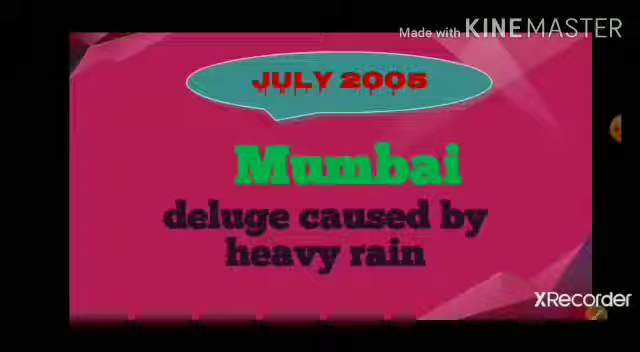 Made with KINEMASTER
JULY 2005
Mumbai
deluge caused by
heavy rain
XRecorder